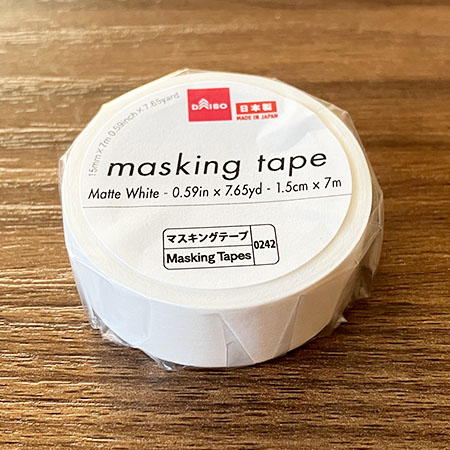 DAISO
日本製
MADE IN JAPAN
15mm x 7m 0.59inch x 7.65yard
masking tape
Matte White - 0.59in x 7.65yd - 1.5cm x 7m
マスキングテープ
Masking Tapes
0242